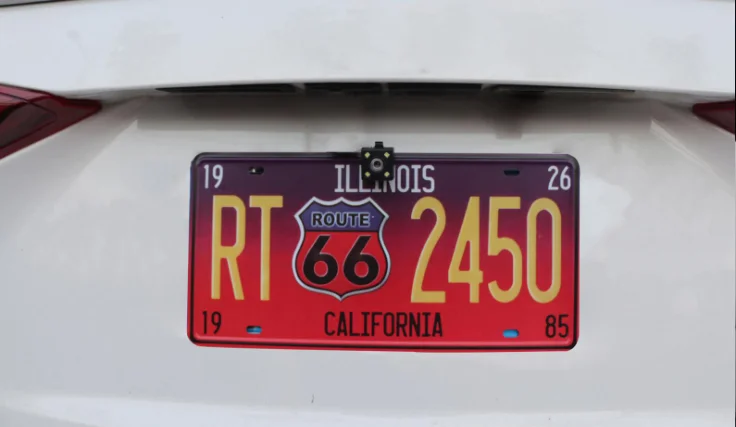 19 ILLINOIS 26
RT ROUTE 66 2450
19 CALIFORNIA 85